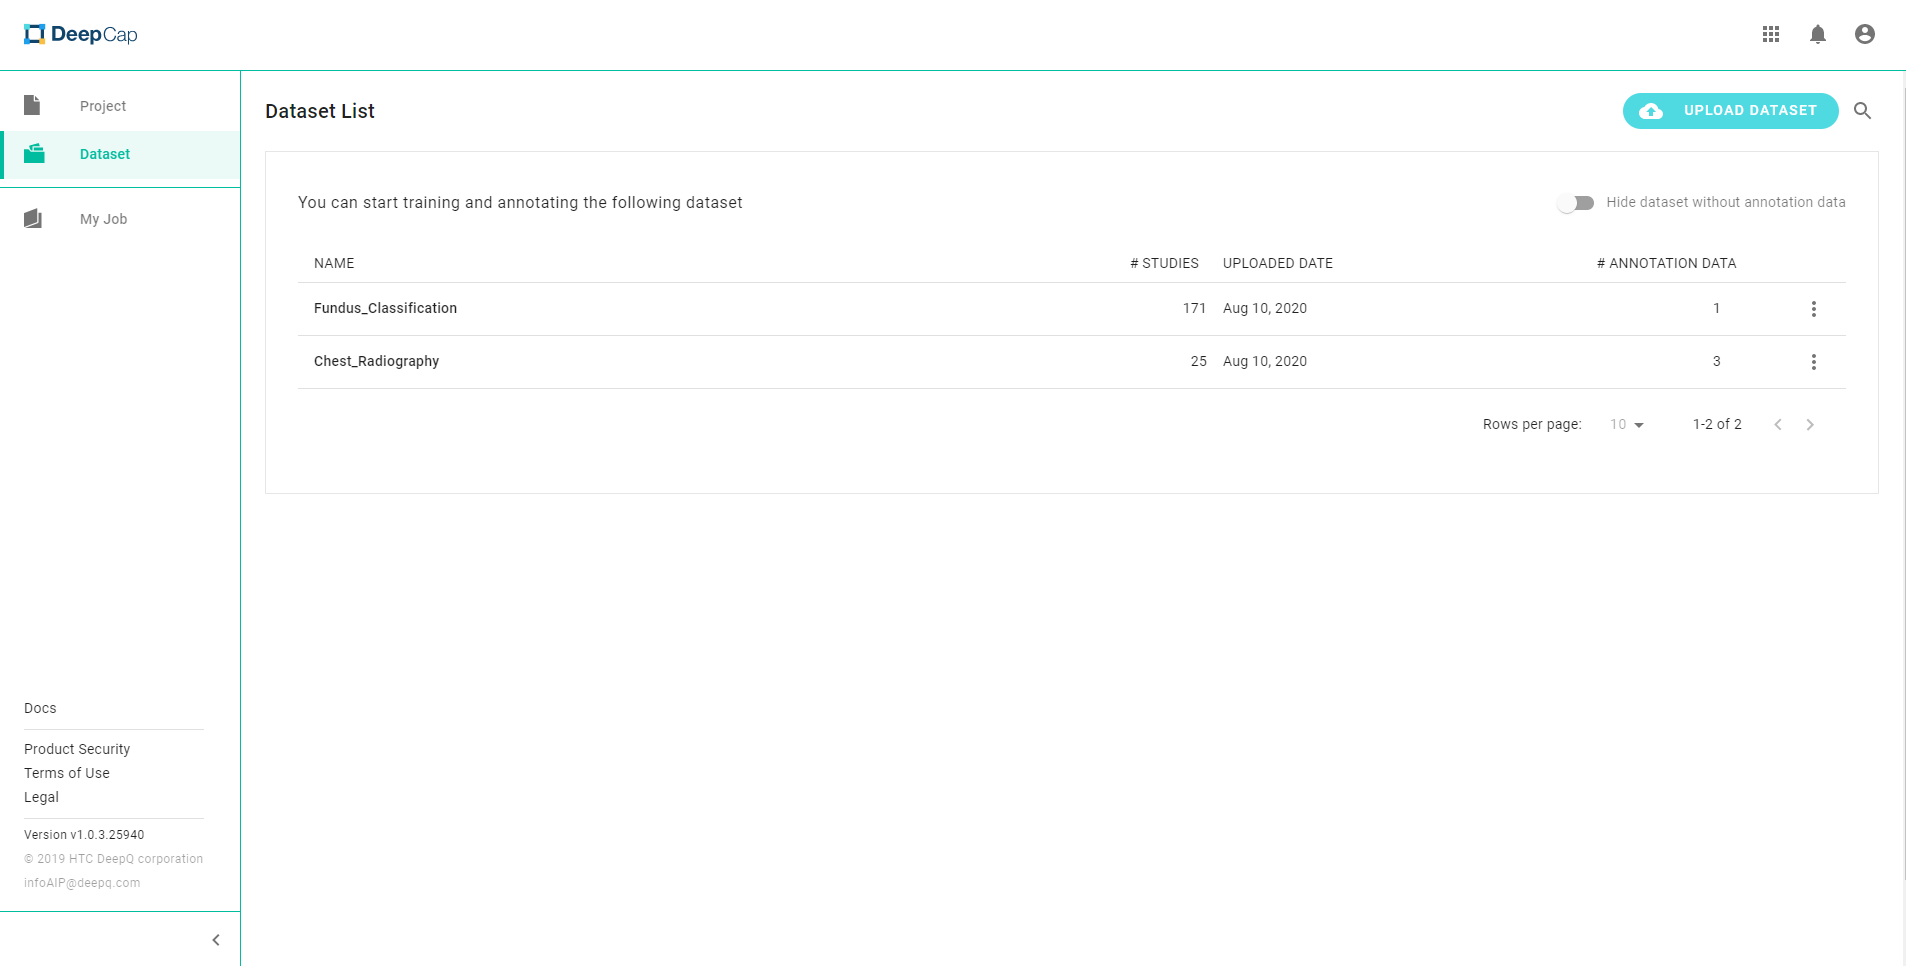 DeepCap
Project
Dataset
My Job
Docs
Product Security
Terms of Use
Legal
Version v1.0.3.25940
© 2019 HTC DeepQ corporation
infoAIP@deepq.com
Dataset List
UPLOAD DATASET
You can start training and annotating the following dataset
Hide dataset without annotation data
NAME # STUDIES UPLOADED DATE # ANNOTATION DATA
Fundus_Classification 171 Aug 10, 2020 1
Chest_Radiography 25 Aug 10, 2020 3
Rows per page: 10 1-2 of 2